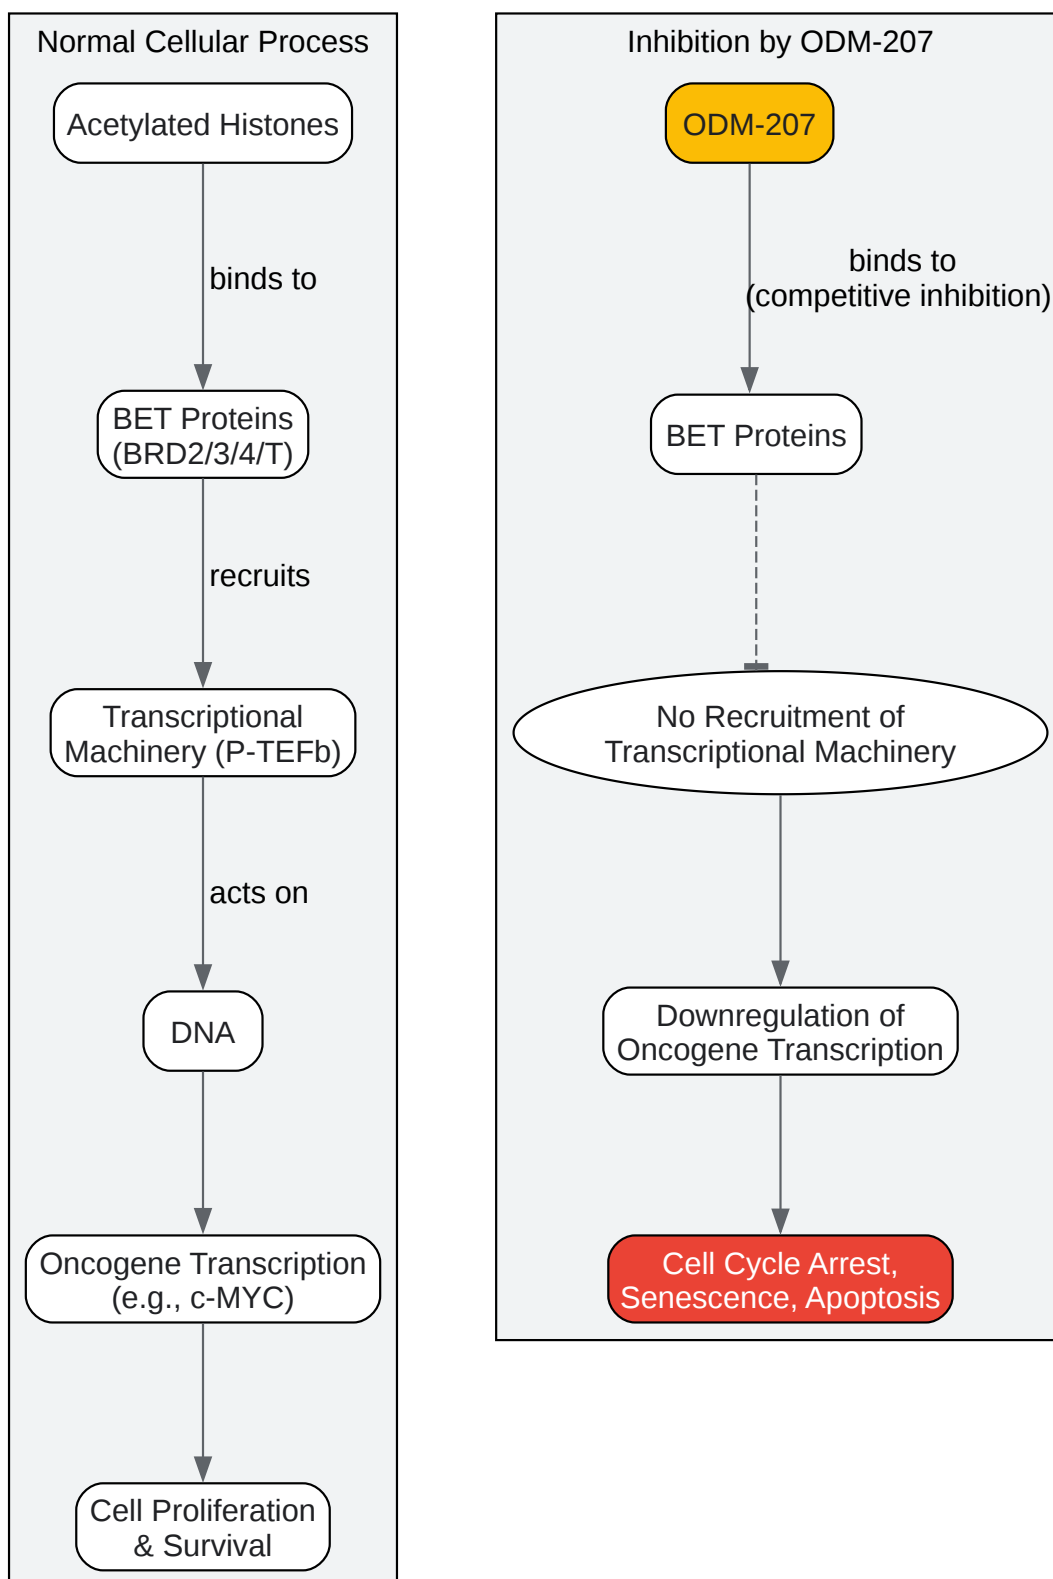 Normal Cellular Process
Acetylated Histones
binds to
BET Proteins
(BRD2/3/4/T)
recruits
Transcriptional
Machinery (P-TEFb)
acts on
DNA
Oncogene Transcription
(e.g., c-MYC)
Cell Proliferation
& Survival
Inhibition by ODM-207
ODM-207
binds to
(competitive inhibition)
BET Proteins
No Recruitment of
Transcriptional Machinery
Downregulation of
Oncogene Transcription
Cell Cycle Arrest,
Senescence, Apoptosis